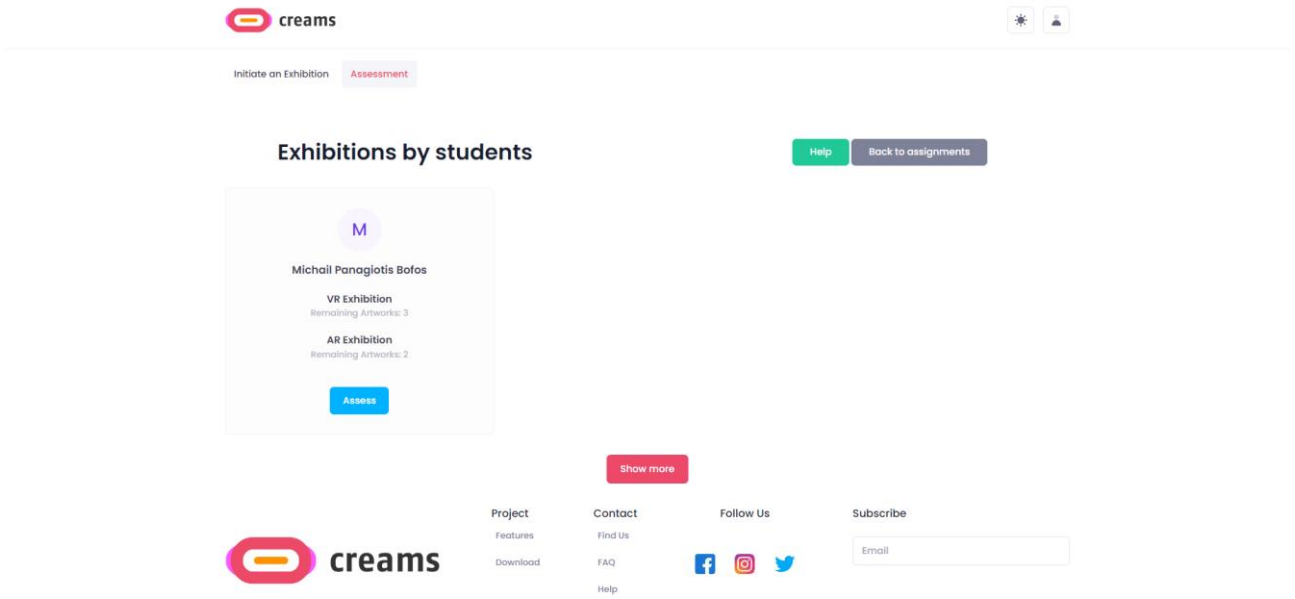 creams
Initiate an Exhibition Assessment
Exhibitions by students
Help Back to assignments
M
Michail Panagiotis Bofos
VR Exhibition
Remaining Artworks: 3
AR Exhibition
Remaining Artworks: 2
Assess
Show more
creams
Project
Features
Download
Contact
Find Us
FAQ
Help
Follow Us
Subscribe
Email